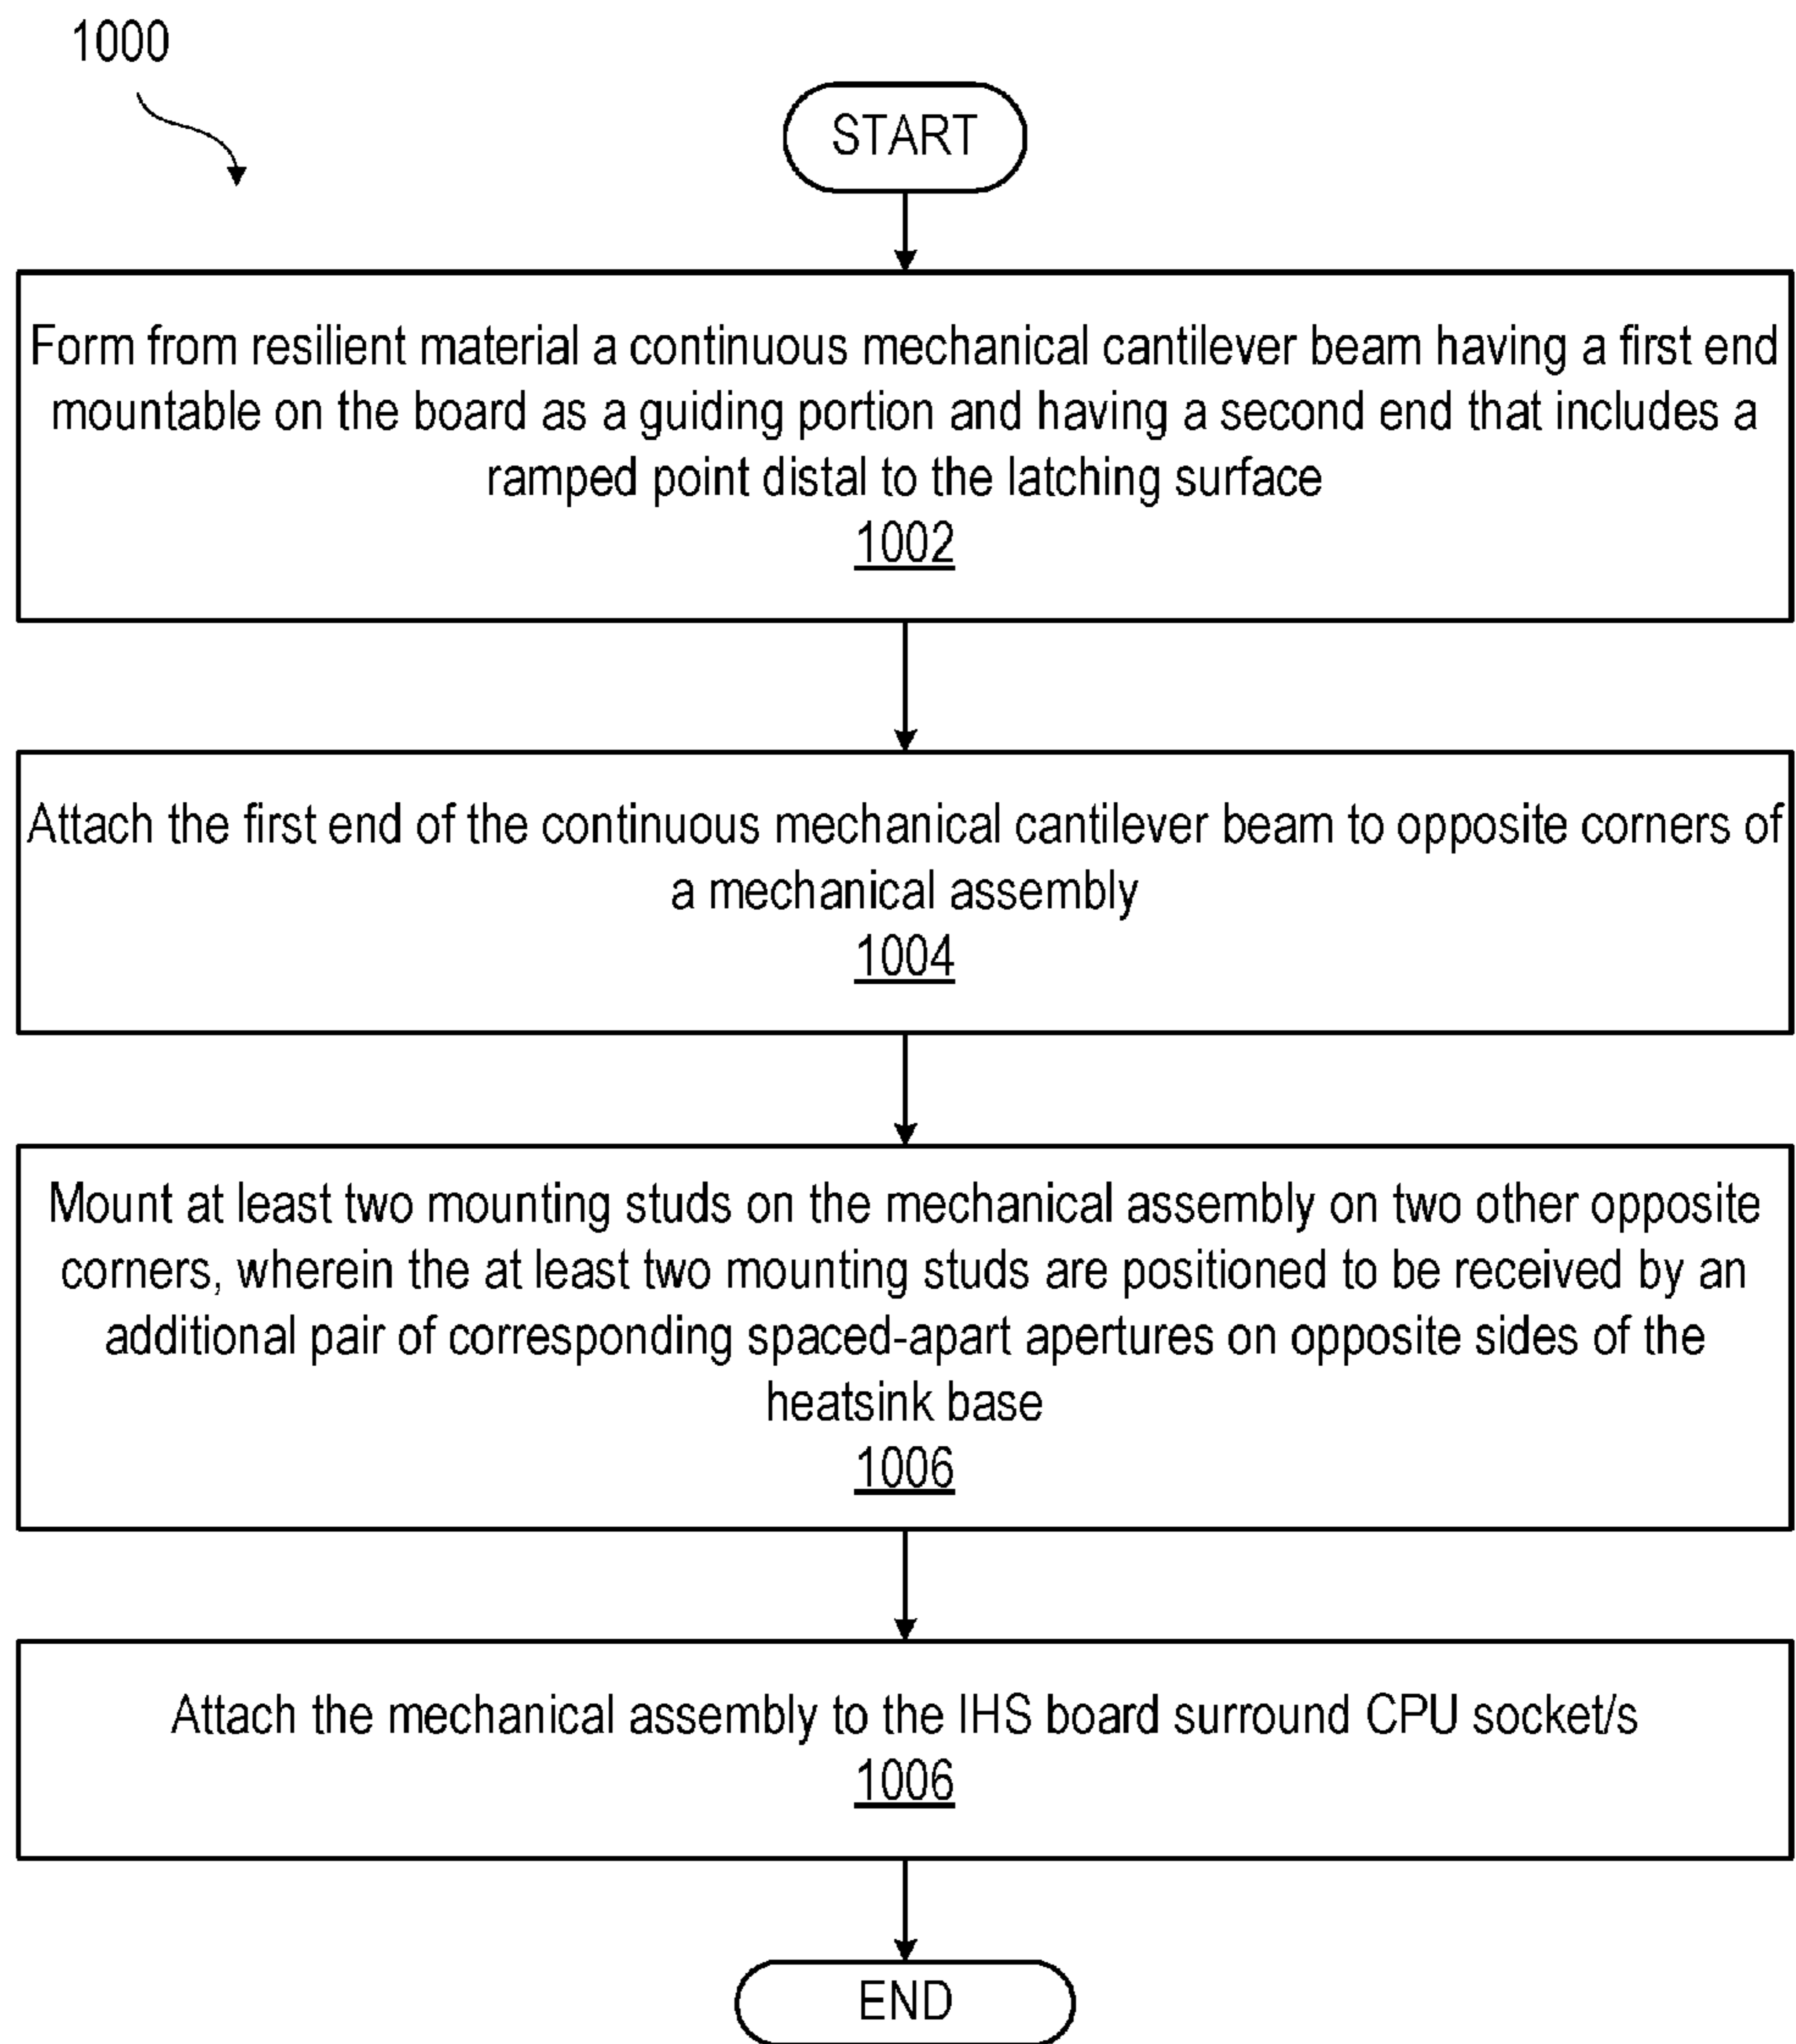 1000
START
Form from resilient material a continuous mechanical cantilever beam having a first end
mountable on the board as a guiding portion and having a second end that includes a
ramped point distal to the latching surface
1002
Attach the first end of the continuous mechanical cantilever beam to opposite corners of
a mechanical assembly
1004
Mount at least two mounting studs on the mechanical assembly on two other opposite
corners, wherein the at least two mounting studs are positioned to be received by an
additional pair of corresponding spaced-apart apertures on opposite sides of the
heatsink base
1006
Attach the mechanical assembly to the IHS board surround CPU socket/s
1006
END